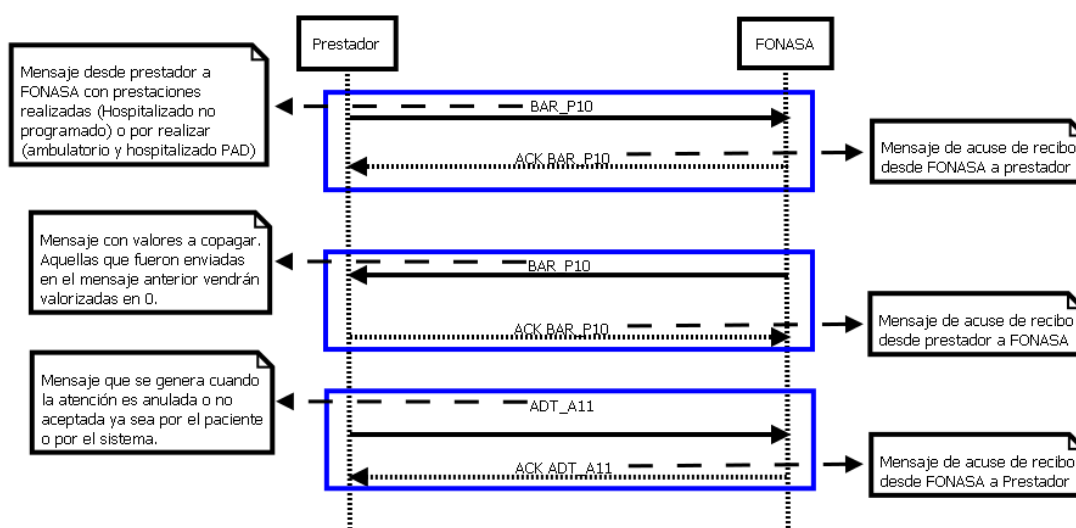 Prestador
FONASA
Mensaje desde prestador a
FONASA con prestaciones
realizadas (Hospitalizado no
programado) o por realizar
(ambulatorio y hospitalizado PAD)
BAR_P10
ACK BAR_P10
Mensaje de acuse de recibo
desde FONASA a prestador
Mensaje con valores a copagar.
Aquellas que fueron enviadas
en el mensaje anterior vendrán
valorizadas en 0.
BAR_P10
ACK BAR_P10
Mensaje de acuse de recibo
desde prestador a FONASA
Mensaje que se genera cuando
la atención es anulada o no
aceptada ya sea por el paciente
o por el sistema.
ADT_A11
ACK ADT_A11
Mensaje de acuse de recibo
desde FONASA a Prestador